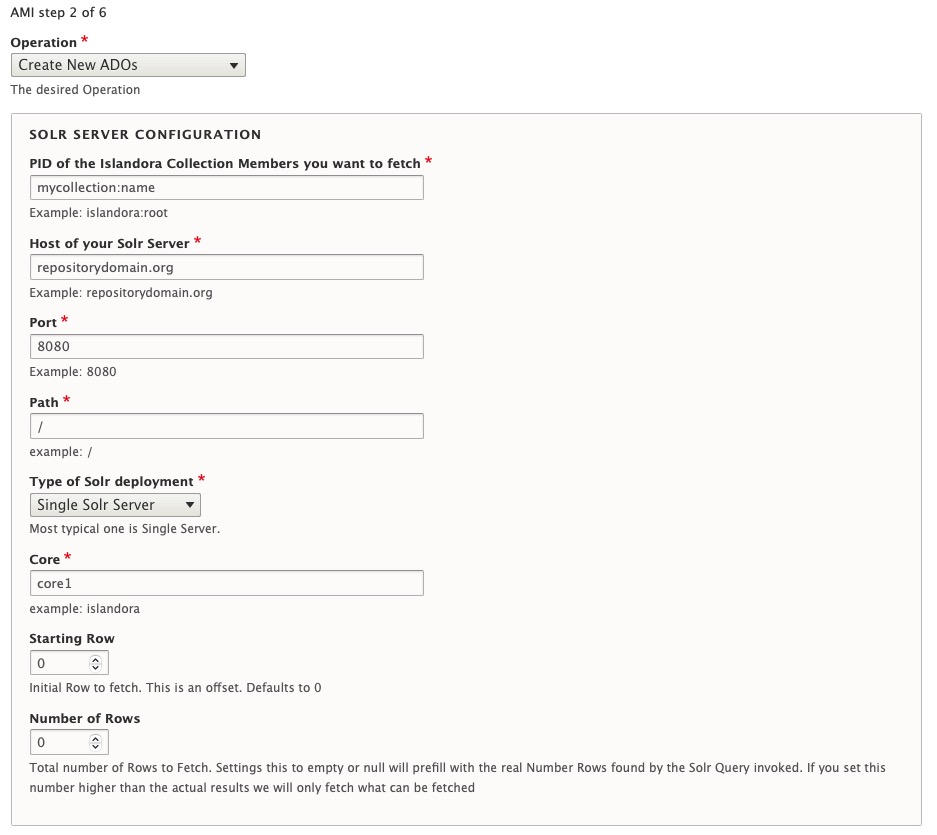 AMI step 2 of 6
Operation *
Create New ADOs
The desired Operation
SOLR SERVER CONFIGURATION
PID of the Islandora Collection Members you want to fetch *
mycollection:name
Example: islandora:root
Host of your Solr Server *
repositorydomain.org
Example: repositorydomain.org
Port *
8080
Example: 8080
Path *
/
example: /
Type of Solr deployment *
Single Solr Server
Most typical one is Single Server.
Core *
core1
example: islandora
Starting Row
0
Initial Row to fetch. This is an offset. Defaults to 0
Number of Rows
0
Total number of Rows to Fetch. Settings this to empty or null will prefill with the real Number Rows found by the Solr Query invoked. If you set this
number higher than the actual results we will only fetch what can be fetched